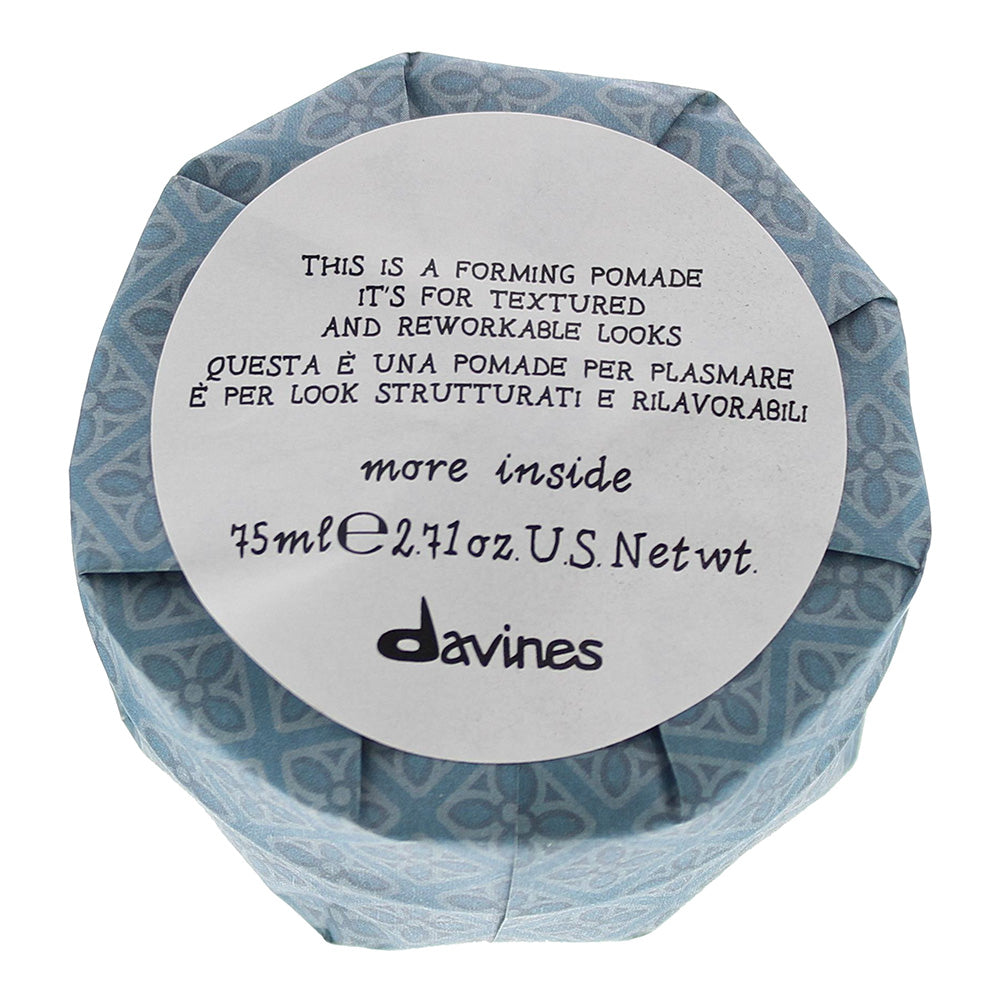 THIS IS A FORMING POMADE
IT'S FOR TEXTURED
AND REWORKABLE LOOKS
QUESTA È UNA POMADE PER PLASMARE
È PER LOOK STRUTTURATI E RILAVORABILI
more inside
75ml℮2.71oz.U.S.Netwt.
davines